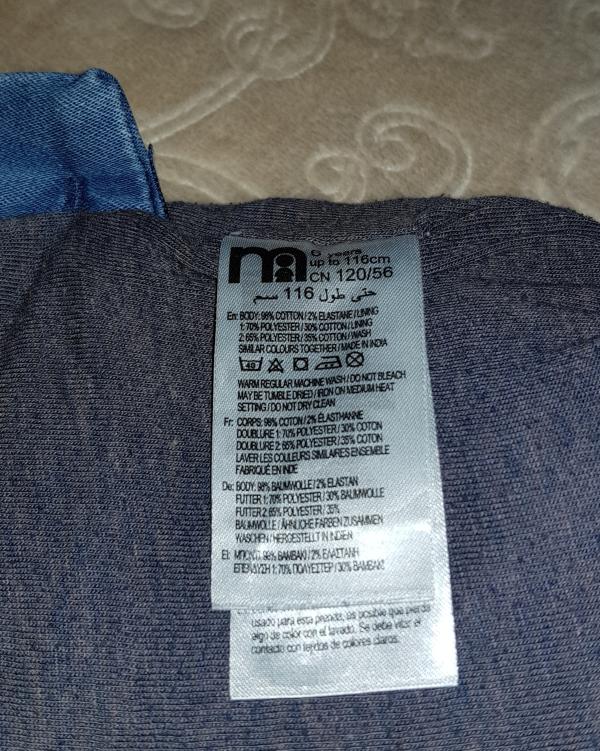 6 years
up to 116cm
CN 120/56
حتى طول 116 سم
En: BODY: 98% COTTON / 2% ELASTANE / LINING
1: 70% POLYESTER / 30% COTTON / LINING
2: 65% POLYESTER / 35% COTTON / WASH
SIMILAR COLOURS TOGETHER / MADE IN INDIA
40
WARM REGULAR MACHINE WASH / DO NOT BLEACH
MAY BE TUMBLE DRIED / IRON ON MEDIUM HEAT
SETTING / DO NOT DRY CLEAN
Fr: CORPS: 98% COTON / 2% ÉLASTHANNE
DOUBLURE 1: 70% POLYESTER / 30% COTON
DOUBLURE 2: 65% POLYESTER / 35% COTON
LAVER LES COULEURS SIMILAIRES ENSEMBLE
FABRIQUÉ EN INDE
De: BODY: 98% BAUMWOLLE / 2% ELASTAN
FUTTER 1: 70% POLYESTER / 30% BAUMWOLLE
FUTTER 2: 65% POLYESTER / 35%
BAUMWOLLE / ÄHNLICHE FARBEN ZUSAMMEN
WASCHEN / HERGESTELLT IN INDIEN
El: ΜΠΟΝΤΙ: 98% ΒΑΜΒΑΚΙ / 2% ΕΛΑΣΤΑΝΗ
ΕΠΕΝΔΥΣΗ 1: 70% ΠΟΛΥΕΣΤΕΡ / 30% ΒΑΜΒΑΚΙ
usado para esta prenda, es posible que pierda
algo de color con el lavado. Se debe evitar el
contacto con tejidos de colores claros.